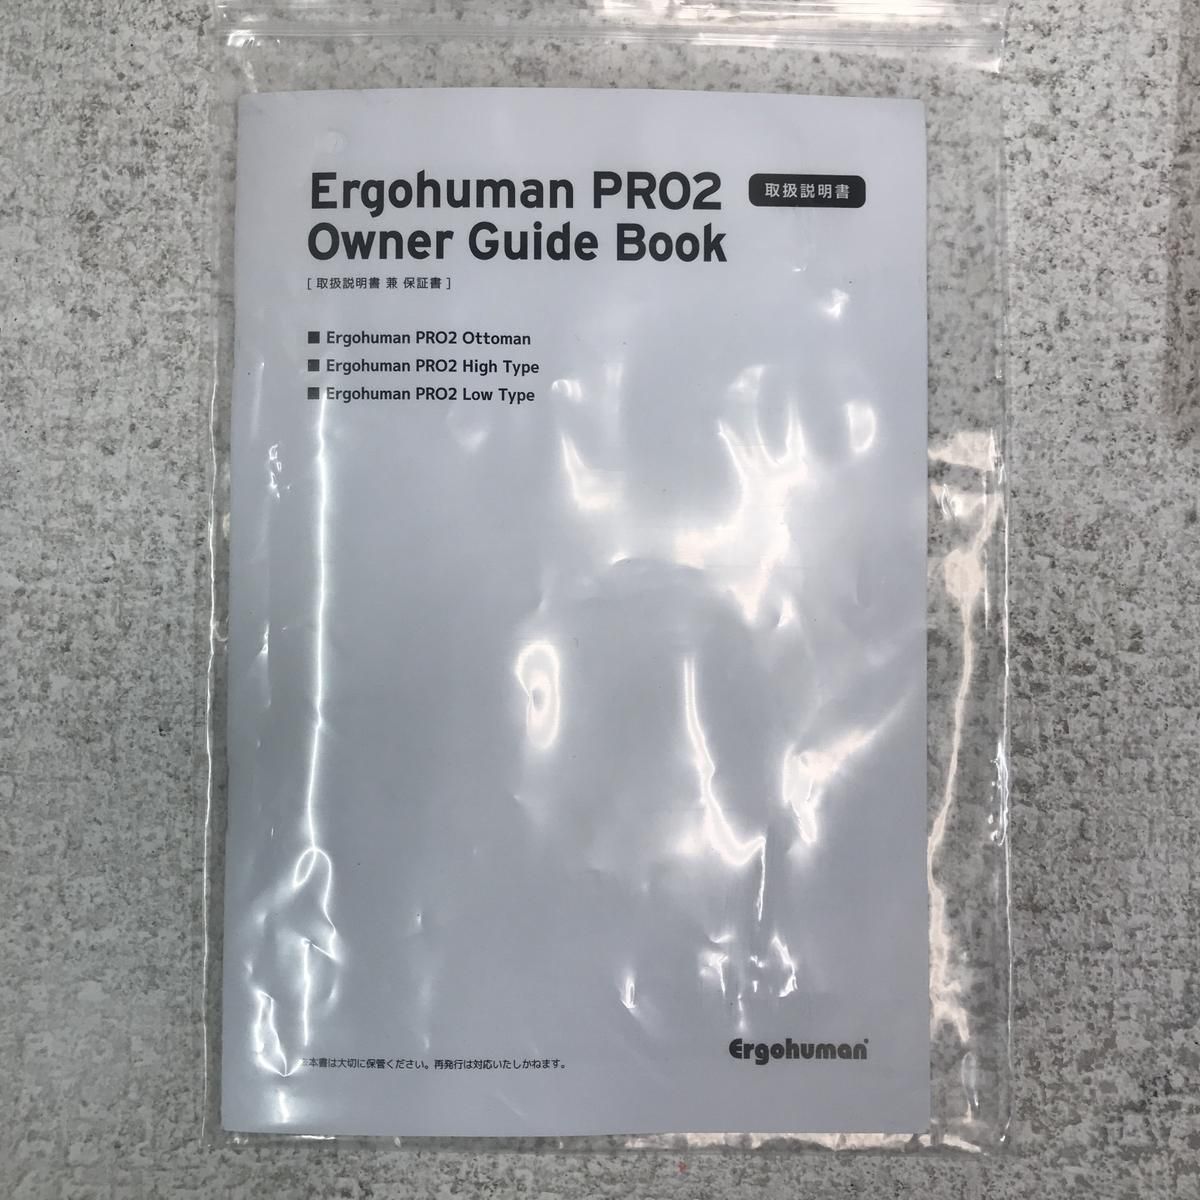 Ergohuman PRO2 取扱説明書
Owner Guide Book
[ 取扱説明書 兼 保証書 ]
■ Ergohuman PRO2 Ottoman
■ Ergohuman PRO2 High Type
■ Ergohuman PRO2 Low Type
Ergohuman®
※本書は大切に保管ください。再発行は対応いたしかねます。